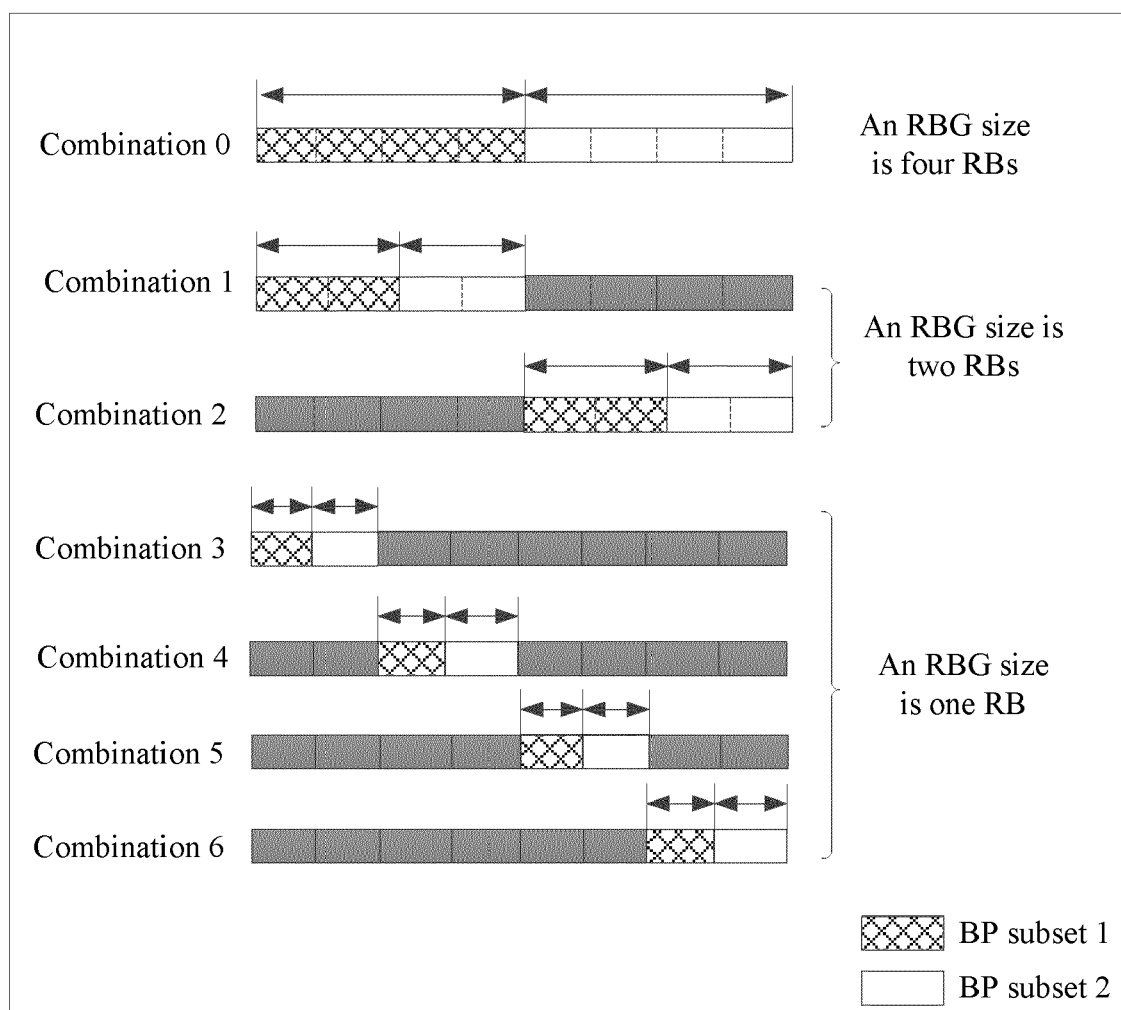 Combination 0
An RBG size
is four RBs
Combination 1
An RBG size is
two RBs
Combination 2
Combination 3
Combination 4
An RBG size
is one RB
Combination 5
Combination 6
BP subset 1
BP subset 2